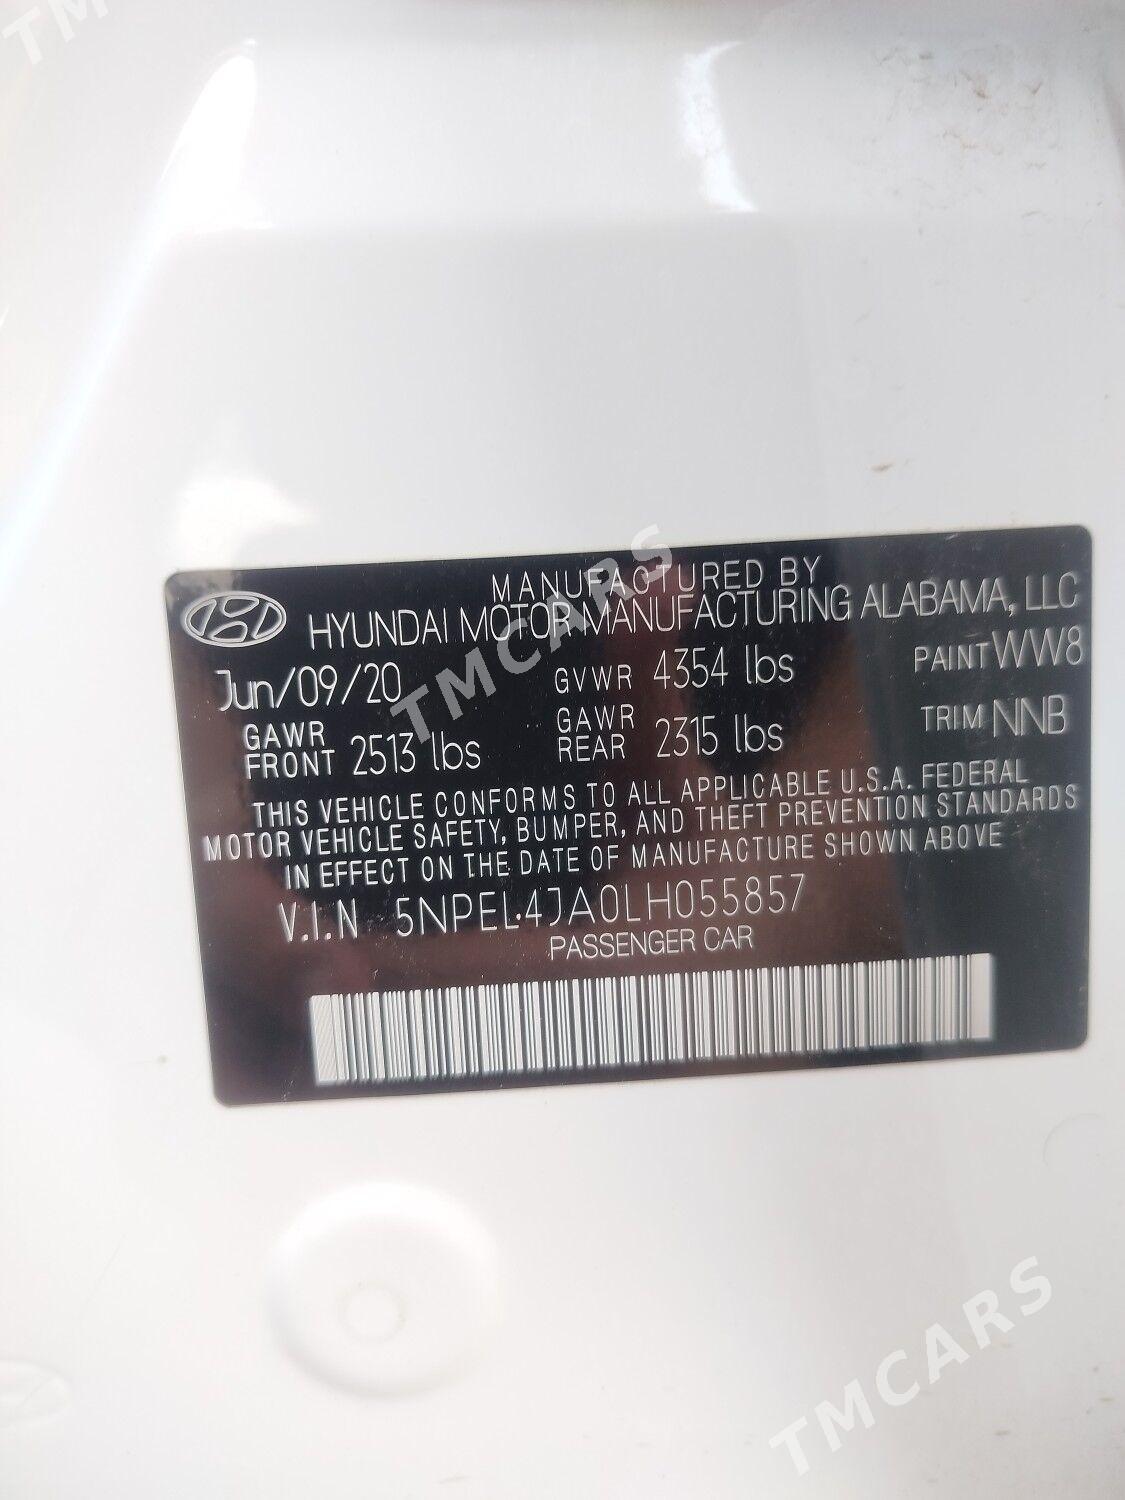 TMCARS
MANUFACTURED BY
HYUNDAI MOTOR MANUFACTURING ALABAMA, LLC
Jun/09/20 GVWR 4354 lbs PAINT WW8
GAWR FRONT 2513 lbs GAWR REAR 2315 lbs TRIM NNB
THIS VEHICLE CONFORMS TO ALL APPLICABLE U.S.A. FEDERAL
MOTOR VEHICLE SAFETY, BUMPER, AND THEFT PREVENTION STANDARDS
IN EFFECT ON THE DATE OF MANUFACTURE SHOWN ABOVE
V.I.N 5NPEL4JA0LH055857
PASSENGER CAR
TMCARS